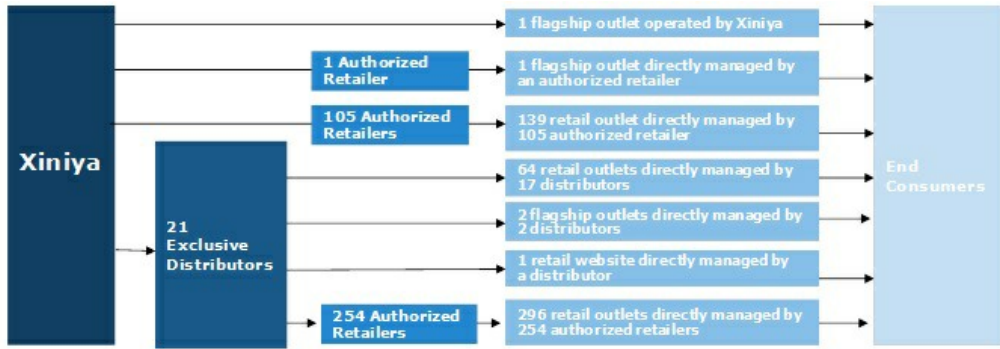 Xiniya
1 flagship outlet operated by Xiniya
1 Authorized
Retailer
1 flagship outlet directly managed by
an authorized retailer
105 Authorized
Retailers
139 retail outlet directly managed by
105 authorized retailer
21
Exclusive
Distributors
64 retail outlets directly managed by
17 distributors
2 flagship outlets directly managed by
2 distributors
1 retail website directly managed by
a distributor
254 Authorized
Retailers
296 retail outlets directly managed by
254 authorized retailers
End
Consumers